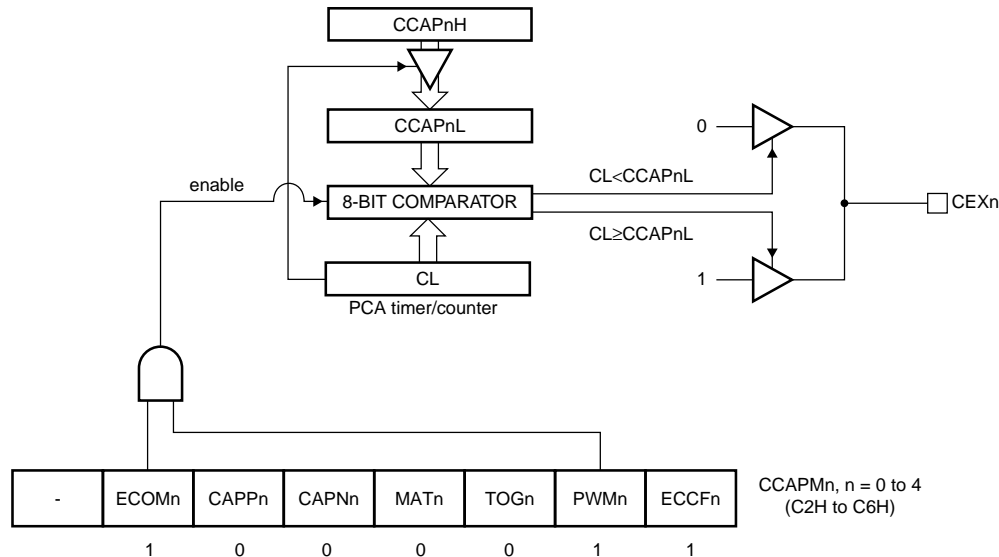 CCAPnH
CCAPnL
0
CL<CCAPnL
enable
8-BIT COMPARATOR
CEXn
CL≥CCAPnL
CL
1
PCA timer/counter
- ECOMn CAPPn CAPNn MATn TOGn PWMn ECCFn
CCAPMn, n = 0 to 4
(C2H to C6H)
1 0 0 0 0 1 1